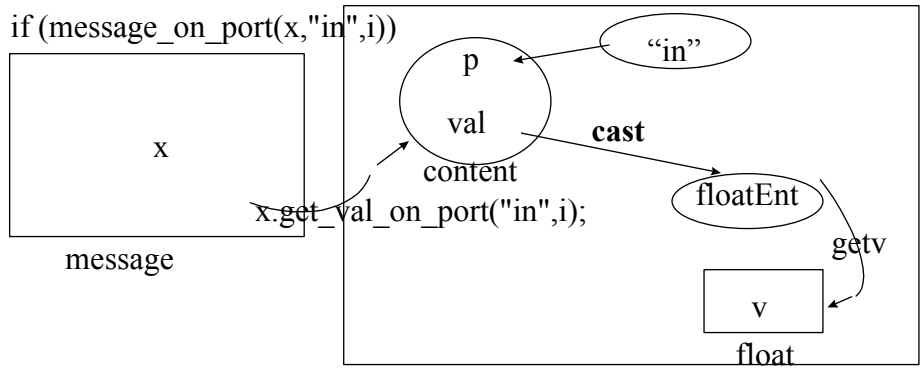 if (message_on_port(x,"in",i))
x
message
p
val
content
“in”
cast
x.get_val_on_port("in",i);
floatEnt
getv
v
float